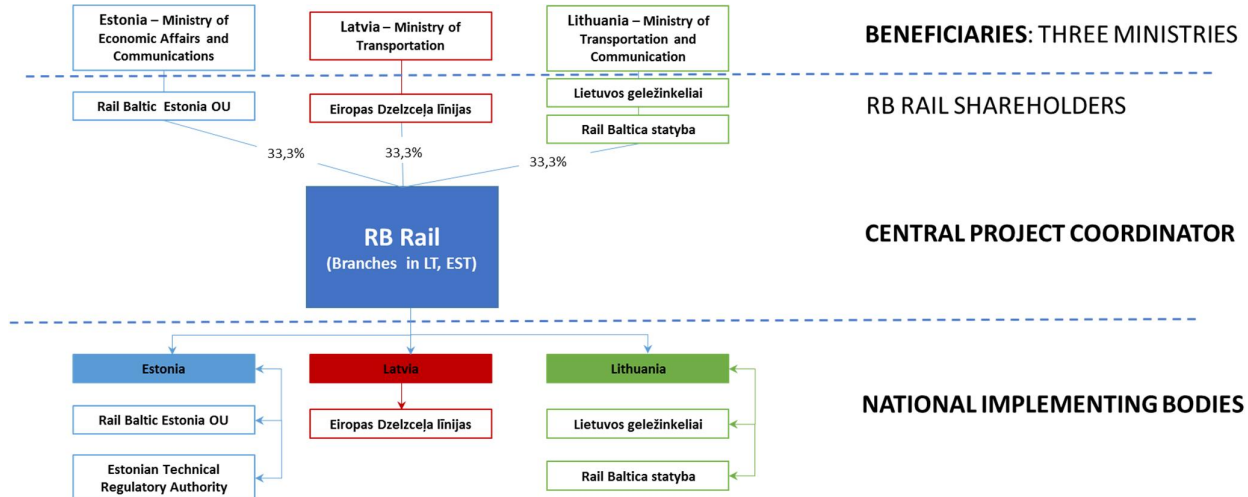 Estonia – Ministry of
Economic Affairs and
Communications
Latvia – Ministry of
Transportation
Lithuania – Ministry of
Transportation and
Communication
BENEFICIARIES: THREE MINISTRIES
Rail Baltic Estonia OU
Eiropas Dzelzceļa līnijas
Lietuvos geležinkeliai
Rail Baltica statyba
RB RAIL SHAREHOLDERS
33,3%
33,3%
33,3%
RB Rail
(Branches in LT, EST)
CENTRAL PROJECT COORDINATOR
Estonia
Latvia
Lithuania
Rail Baltic Estonia OU
Eiropas Dzelzceļa līnijas
Lietuvos geležinkeliai
NATIONAL IMPLEMENTING BODIES
Estonian Technical
Regulatory Authority
Rail Baltica statyba